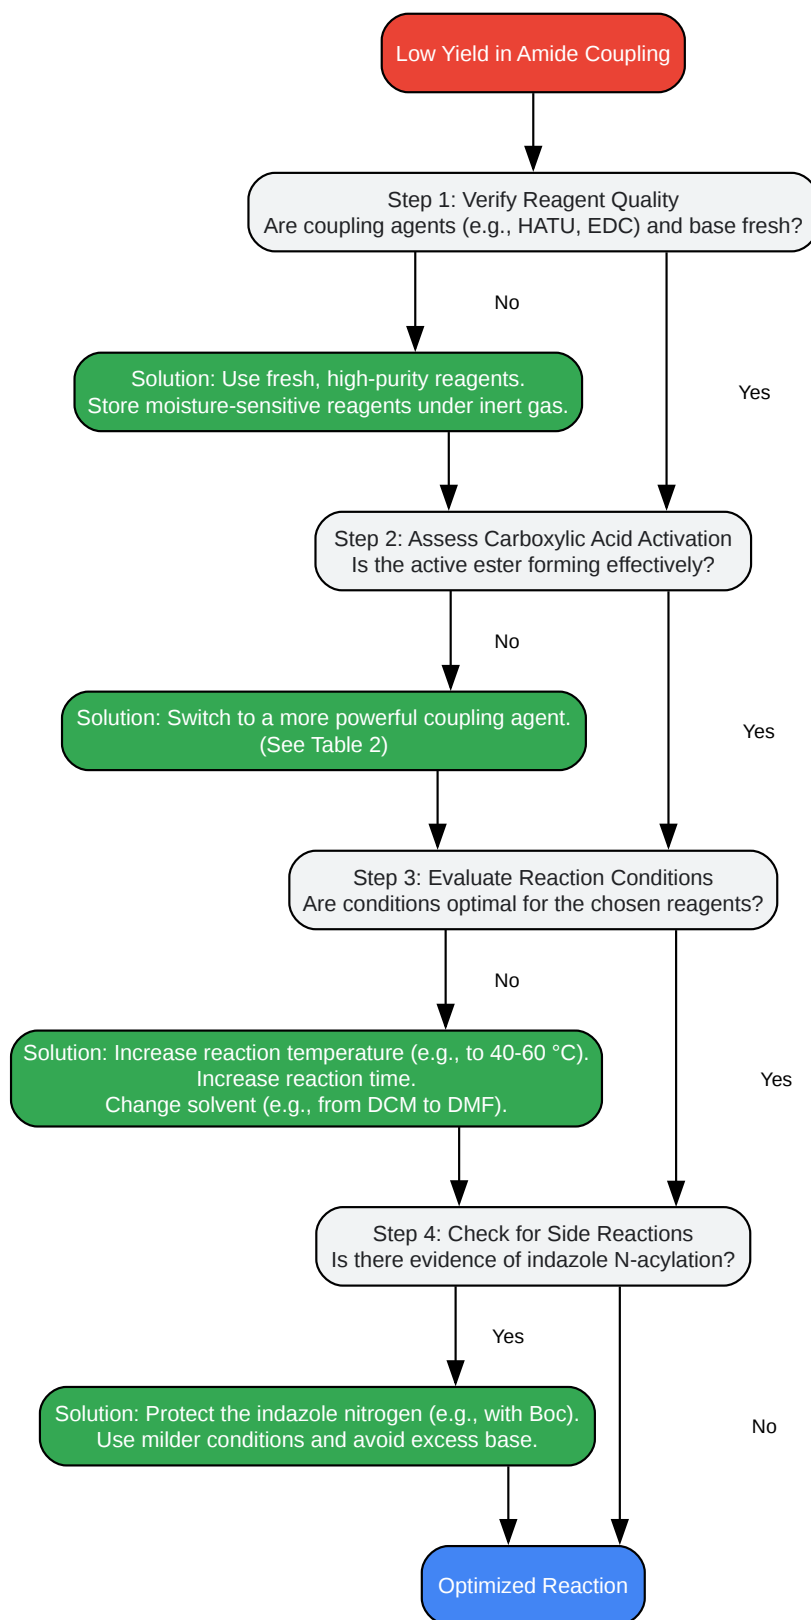 Low Yield in Amide Coupling
Step 1: Verify Reagent Quality
Are coupling agents (e.g., HATU, EDC) and base fresh?
No
Solution: Use fresh, high-purity reagents.
Store moisture-sensitive reagents under inert gas.
Yes
Step 2: Assess Carboxylic Acid Activation
Is the active ester forming effectively?
No
Solution: Switch to a more powerful coupling agent.
(See Table 2)
Yes
Step 3: Evaluate Reaction Conditions
Are conditions optimal for the chosen reagents?
No
Solution: Increase reaction temperature (e.g., to 40-60 °C).
Increase reaction time.
Change solvent (e.g., from DCM to DMF).
Yes
Step 4: Check for Side Reactions
Is there evidence of indazole N-acylation?
Yes
Solution: Protect the indazole nitrogen (e.g., with Boc).
Use milder conditions and avoid excess base.
No
Optimized Reaction